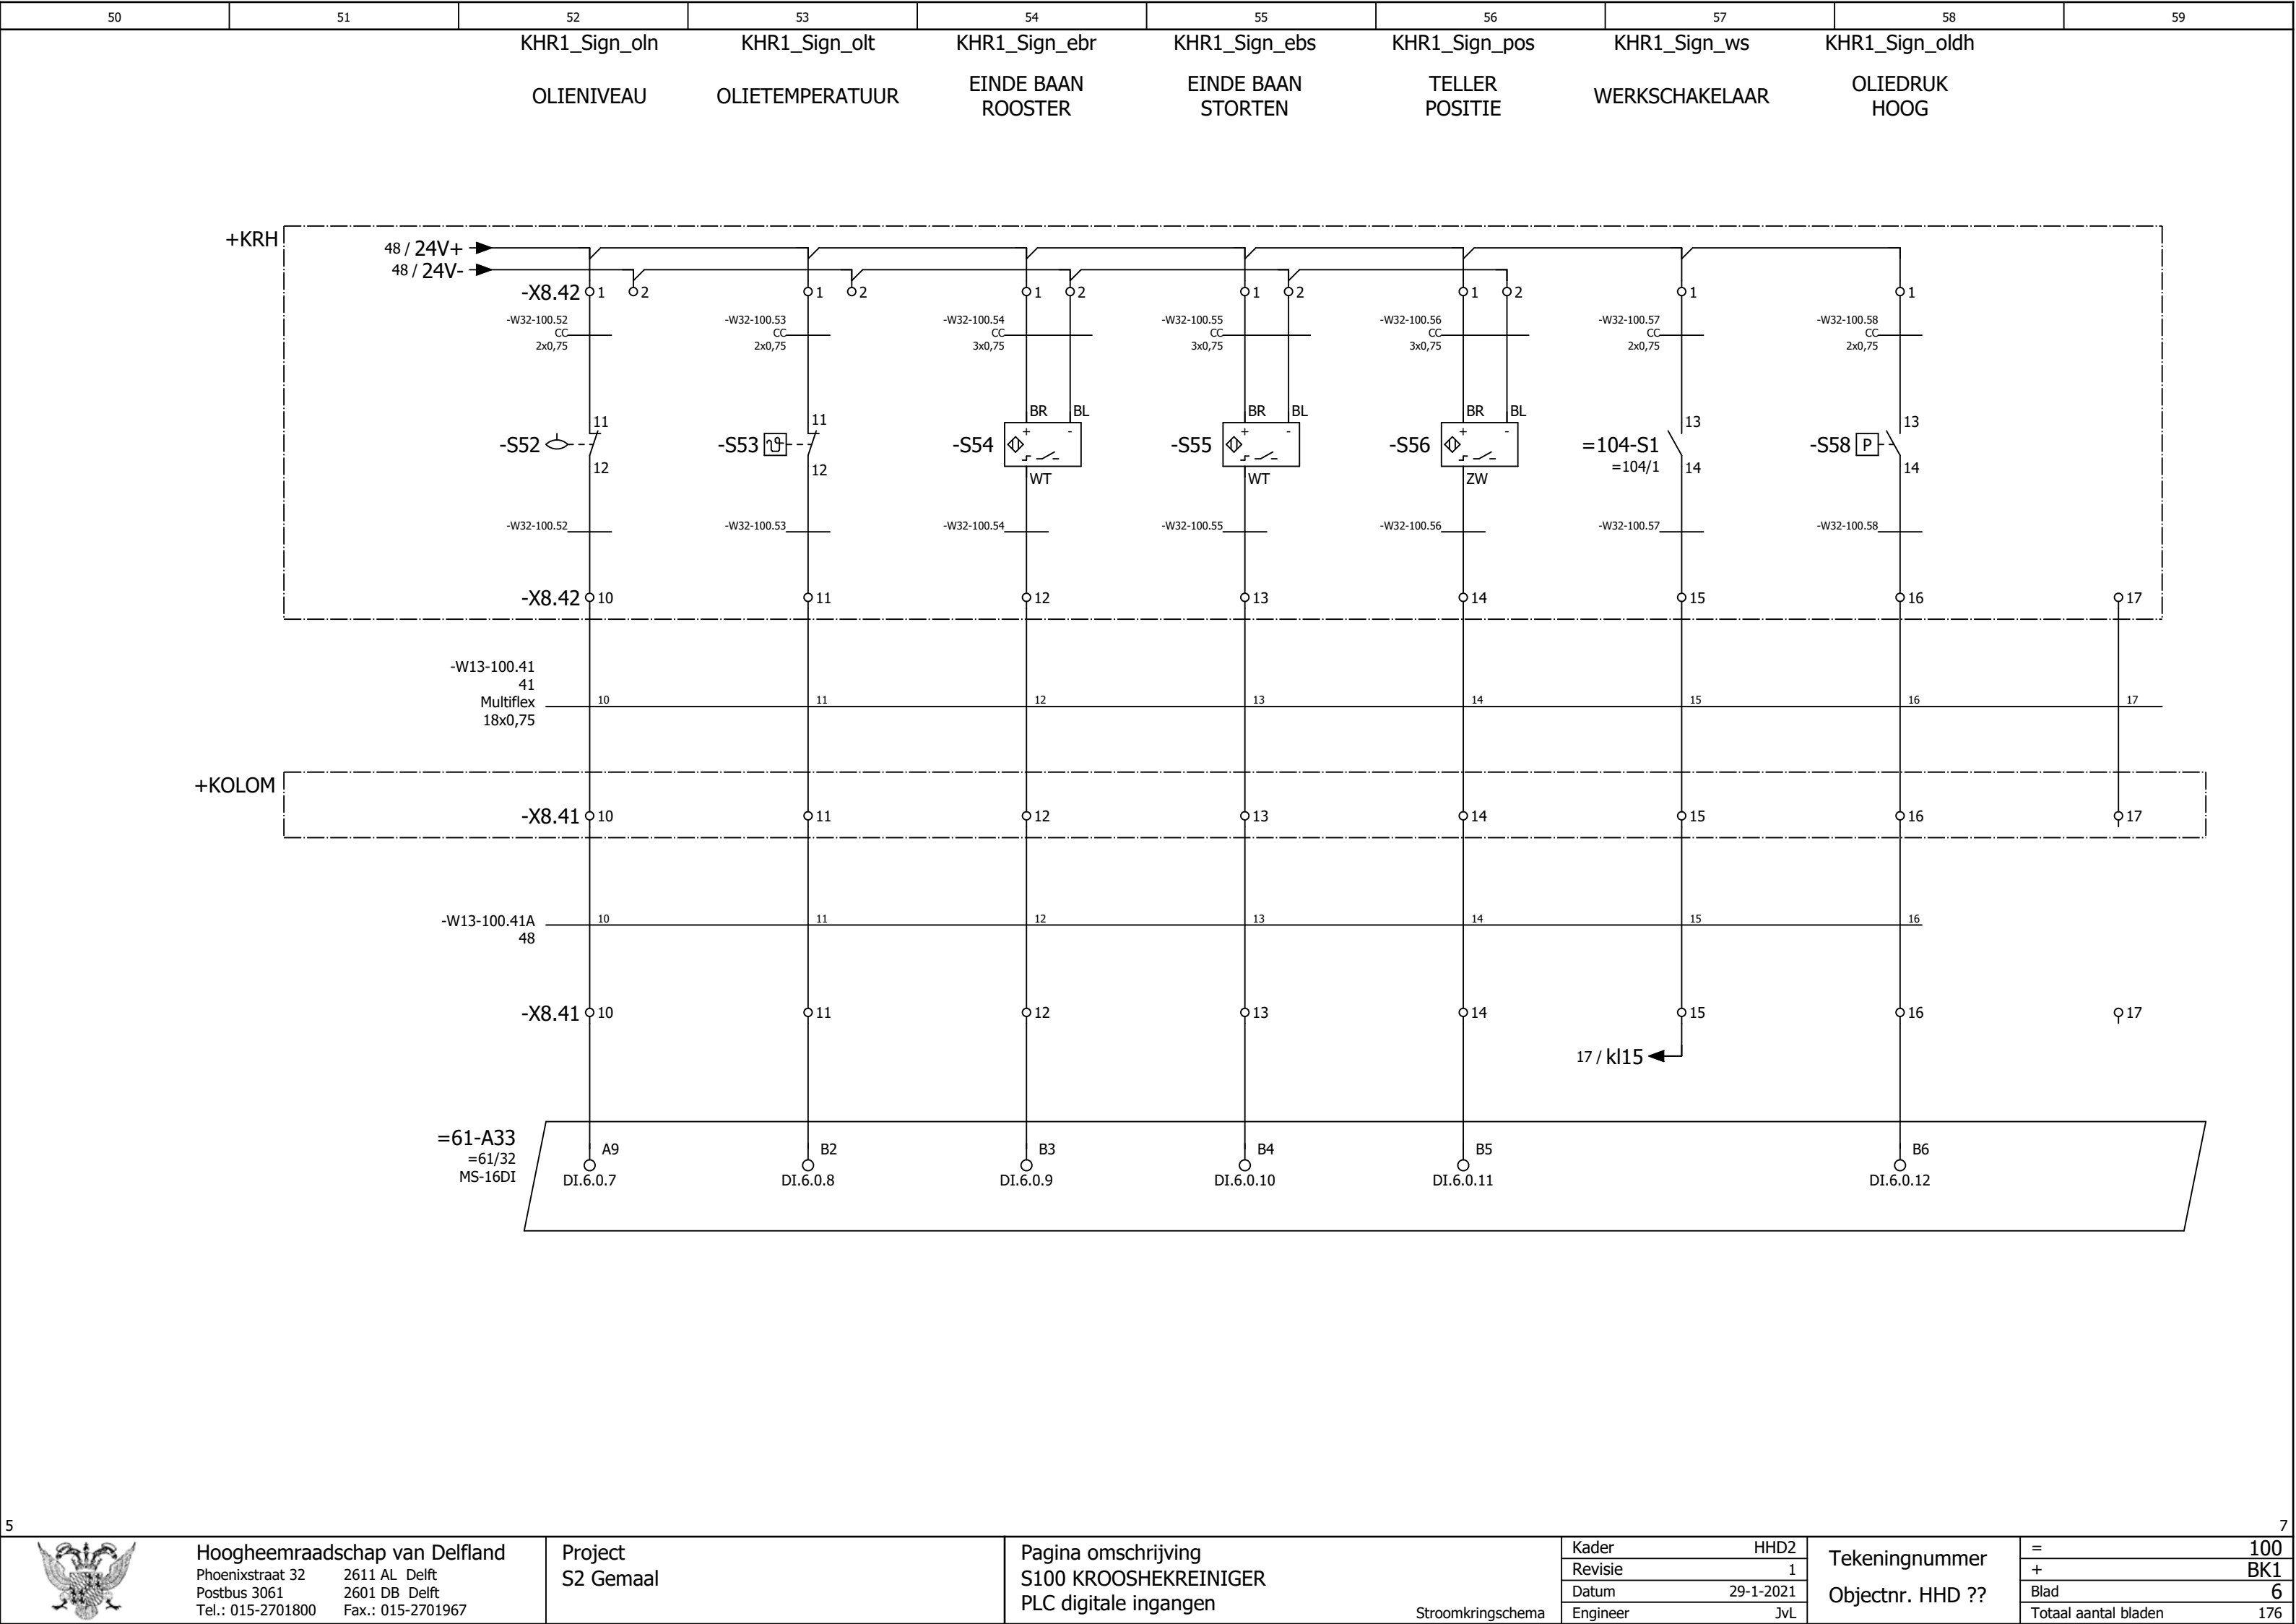 50 51 52 53 54 55 56 57 58 59
KHR1_Sign_oln KHR1_Sign_olt KHR1_Sign_ebr KHR1_Sign_ebs KHR1_Sign_pos KHR1_Sign_ws KHR1_Sign_oldh
OLIENIVEAU OLIETEMPERATUUR EINDE BAAN EINDE BAAN TELLER WERKSCHAKELAAR OLIEDRUK
ROOSTER STORTEN POSITIE HOOG
+KRH
48 / 24V+
48 / 24V-
-X8.42 1 2 1 2 1 2 1 2 1 2 1 1
-W32-100.52 -W32-100.53 -W32-100.54 -W32-100.55 -W32-100.56 -W32-100.57 -W32-100.58
CC CC CC CC CC CC CC
2x0,75 2x0,75 3x0,75 3x0,75 3x0,75 2x0,75 2x0,75
11 11 BR BL BR BL BR BL 13 13
+ - + - + -
-S52 -S53 -S54 -S55 -S56 =104-S1 -S58 P
=104/1
12 12 WT WT ZW 14 14
-W32-100.52 -W32-100.53 -W32-100.54 -W32-100.55 -W32-100.56 -W32-100.57 -W32-100.58
-X8.42 10 11 12 13 14 15 16 17
-W13-100.41
41
Multiflex 10 11 12 13 14 15 16 17
18x0,75
+KOLOM
-X8.41 10 11 12 13 14 15 16 17
-W13-100.41A 10 11 12 13 14 15 16
48
-X8.41 10 11 12 13 14 15 16 17
17 / kl15
=61-A33
=61/32
MS-16DI
A9 B2 B3 B4 B5 B6
DI.6.0.7 DI.6.0.8 DI.6.0.9 DI.6.0.10 DI.6.0.11 DI.6.0.12
5 7
Hoogheemraadschap van Delfland
Phoenixstraat 32 2611 AL Delft
Postbus 3061 2601 DB Delft
Tel.: 015-2701800 Fax.: 015-2701967
Project
S2 Gemaal
Pagina omschrijving
S100 KROOSHEKREINIGER
PLC digitale ingangen
Stroomkringschema
Kader HHD2
Revisie 1
Datum 29-1-2021
Engineer JvL
Tekeningnummer
Objectnr. HHD ??
= 100
+ BK1
Blad 6
Totaal aantal bladen 176